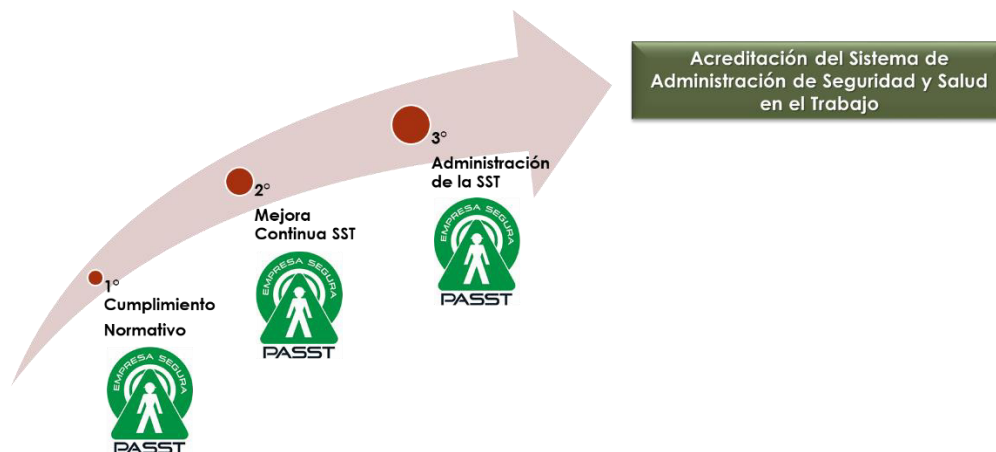 Acreditación del Sistema de
Administración de Seguridad y Salud
en el Trabajo
3°
Administración
de la SST
EMPRESA SEGURA
PASST
2°
Mejora
Continua SST
EMPRESA SEGURA
PASST
1°
Cumplimiento
Normativo
EMPRESA SEGURA
PASST